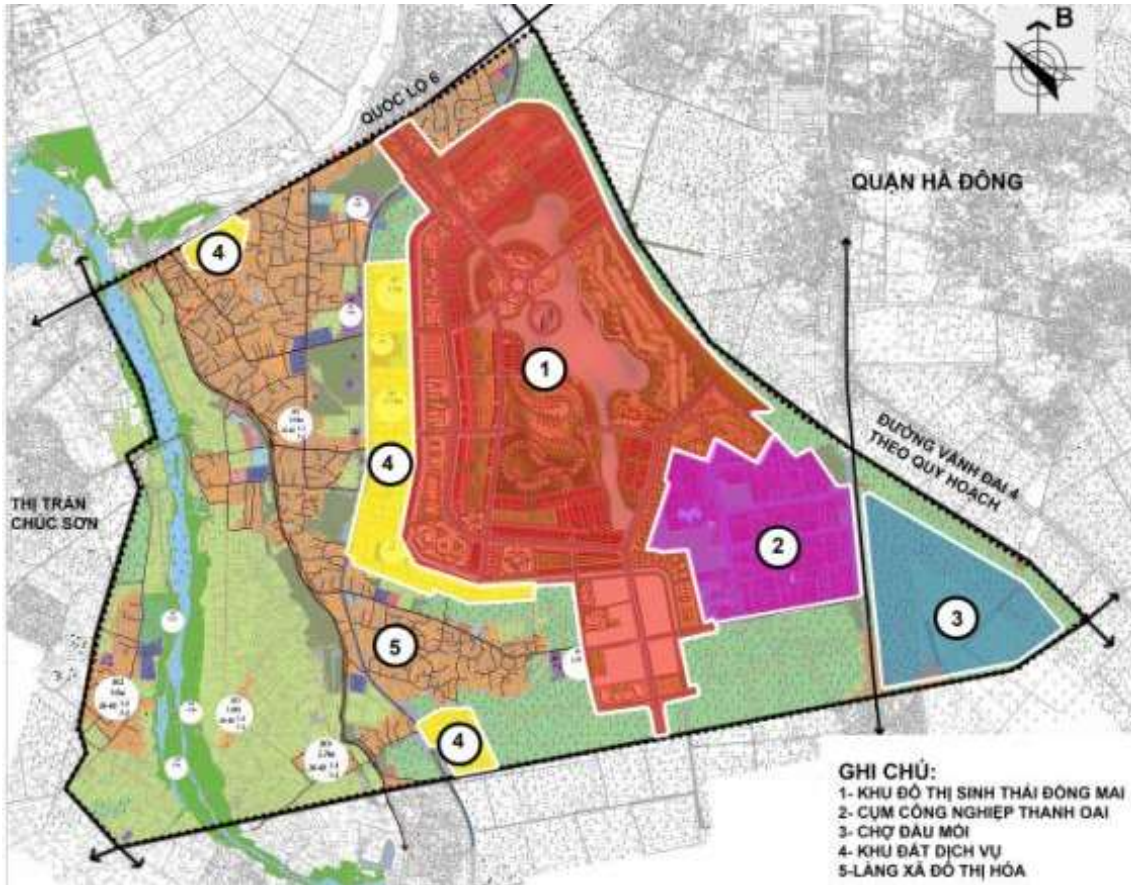 B
QUỐC LỘ 6
QUẬN HÀ ĐÔNG
4
1
4
ĐƯỜNG VÀNH ĐAI 4
THEO QUY HOẠCH
THỊ TRẤN
CHÚC SƠN
2
3
5
4
GHI CHÚ:
1- KHU ĐÔ THỊ SINH THÁI ĐỒNG MAI
2- CỤM CÔNG NGHIỆP THANH OAI
3- CHỢ ĐẦU MỐI
4- KHU ĐẤT DỊCH VỤ
5-LÀNG XÃ ĐÔ THỊ HÓA